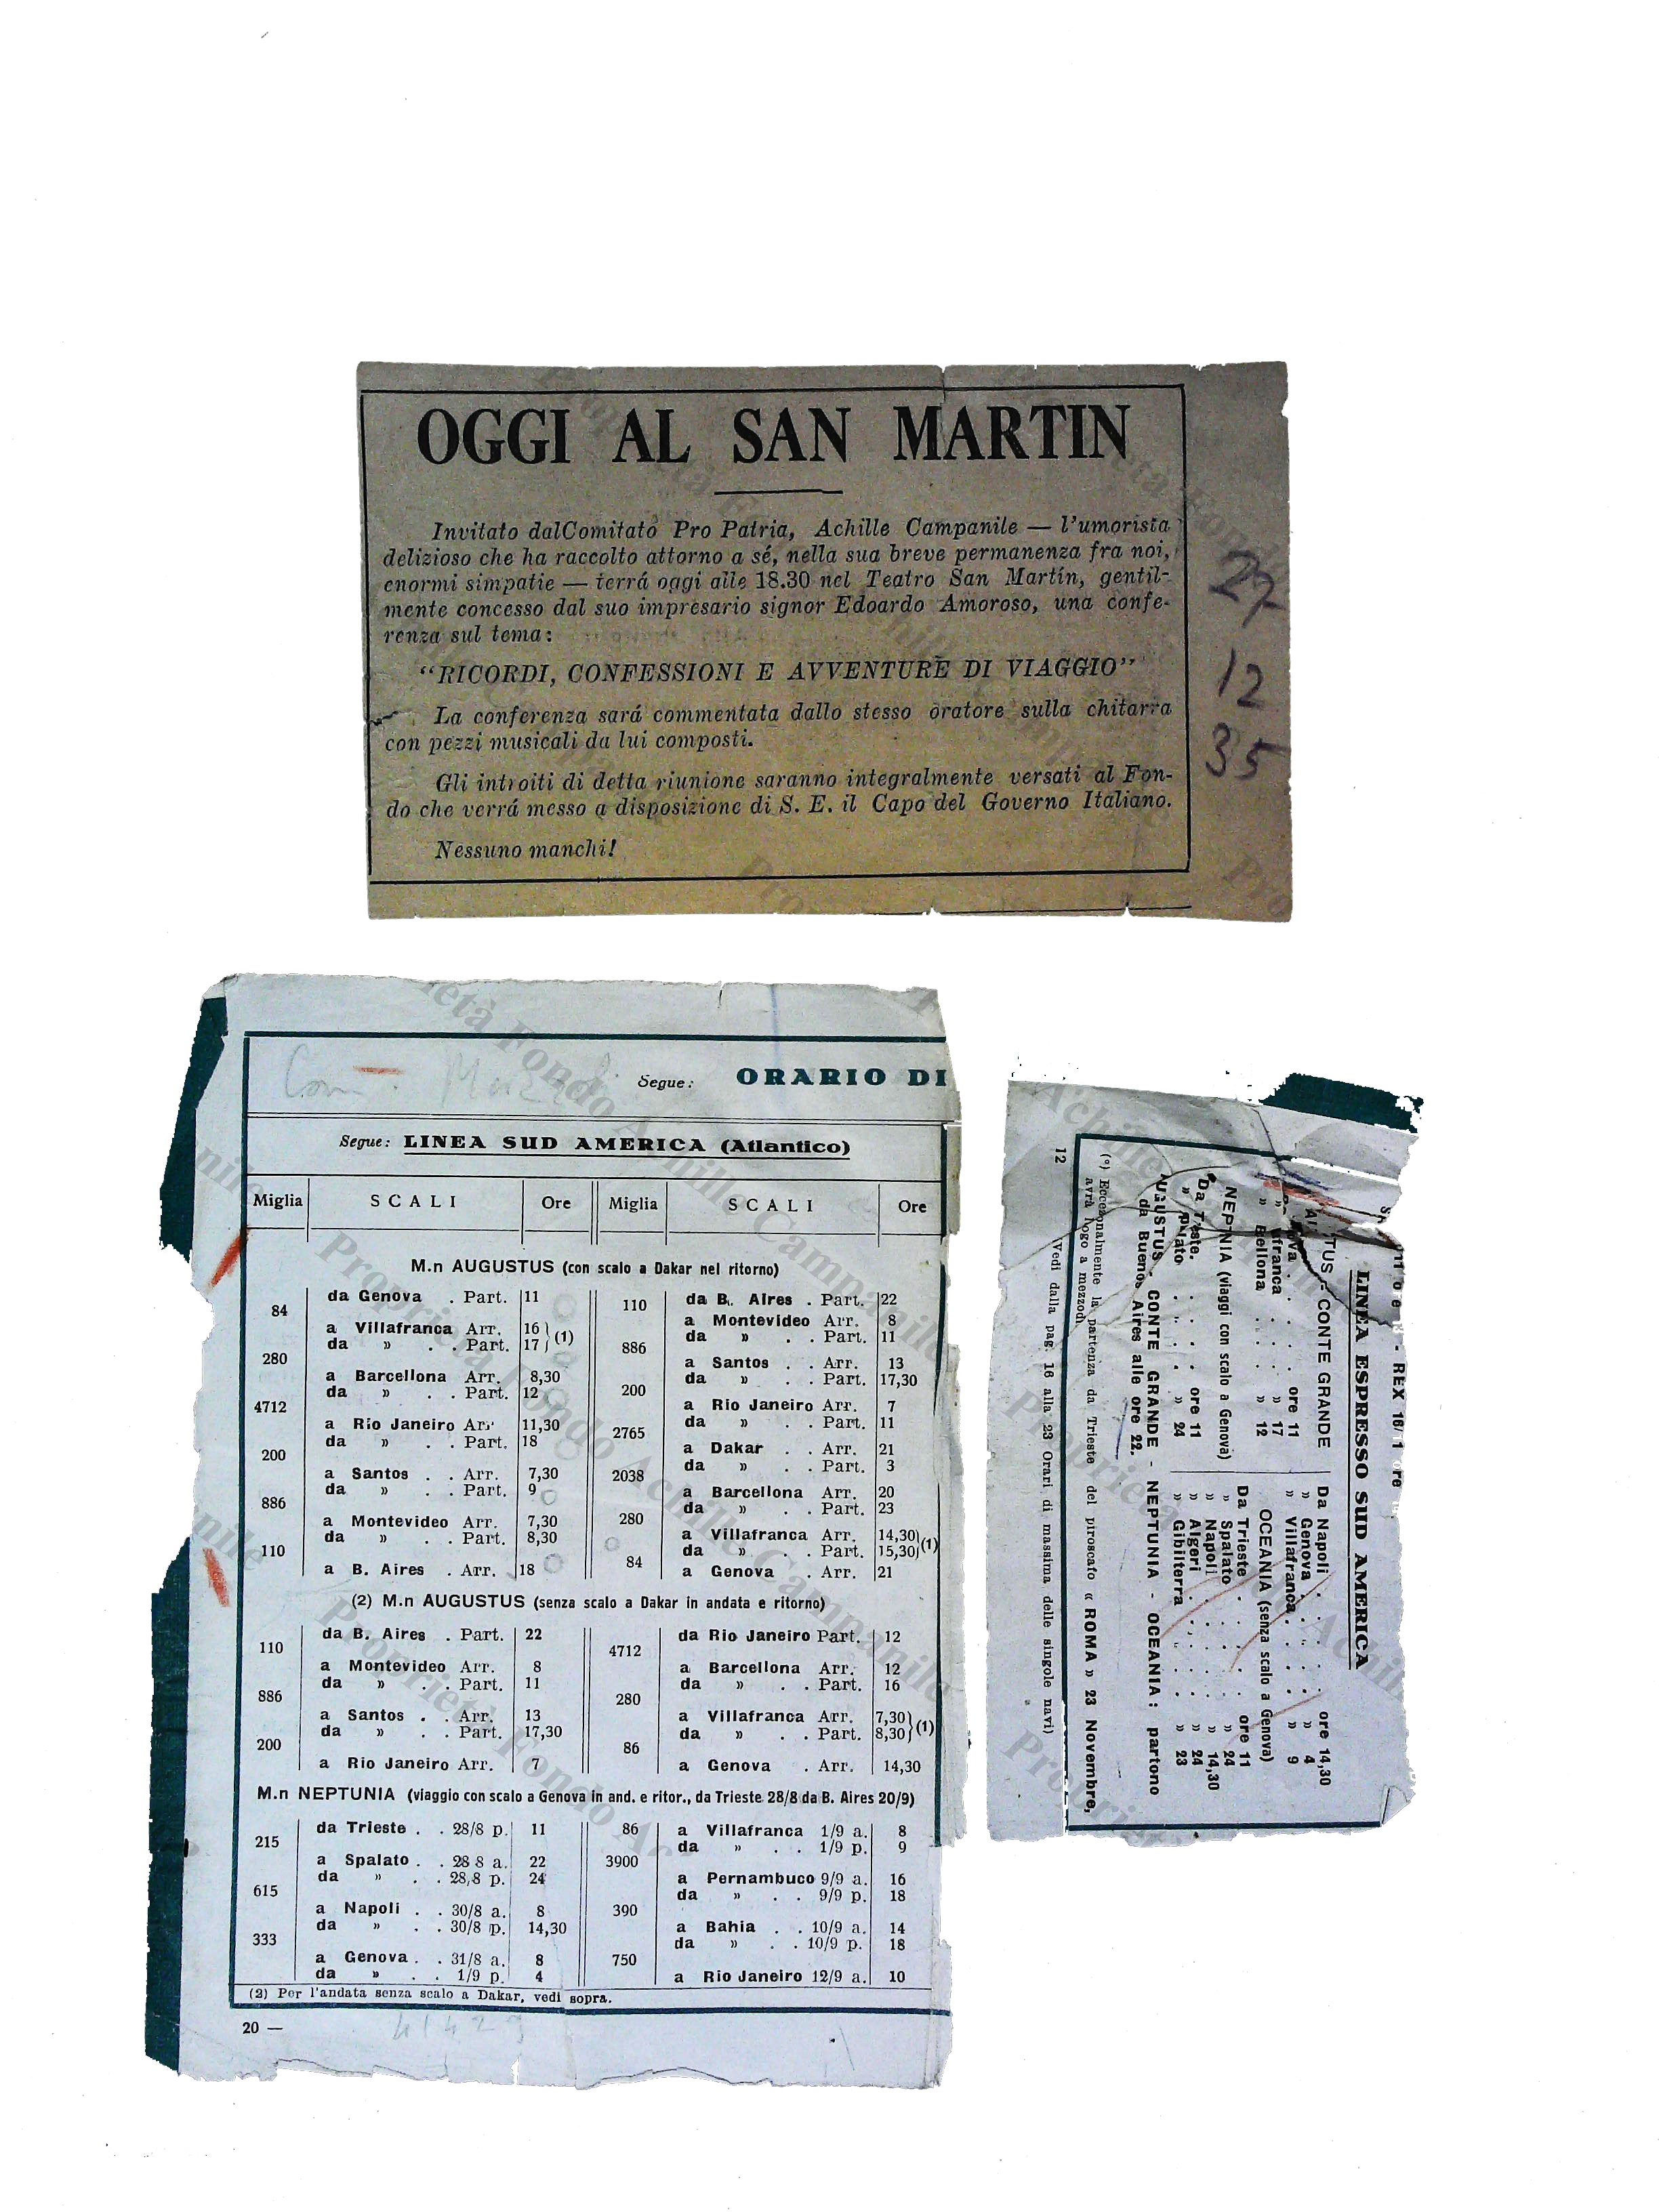 OGGI AL SAN MARTIN
Invitato dalComitato Pro Patria, Achille Campanile — l'umorista
delizioso che ha raccolto attorno a sé, nella sua breve permanenza fra noi,
enormi simpatie — terrá oggi alle 18.30 nel Teatro San Martín, gentil-
mente concesso dal suo impresario signor Edoardo Amoroso, una confe-
renza sul tema:
"RICORDI, CONFESSIONI E AVVENTURE DI VIAGGIO"
La conferenza sará commentata dallo stesso oratore sulla chitarra
con pezzi musicali da lui composti.
Gli introiti di detta riunione saranno integralmente versati al Fon-
do che verrá messo a disposizione di S. E. il Capo del Governo Italiano.
Nessuno manchi!
27
12
35
Segue: ORARIO DI
Segue: LINEA SUD AMERICA (Atlantico)
Miglia SCALI Ore Miglia SCALI Ore
M.n AUGUSTUS (con scalo a Dakar nel ritorno)
da Genova . Part. 11
84
a Villafranca Arr. 16
da » . . Part. 17 (1)
280
a Barcellona Arr. 8,30
da » . . Part. 12
4712
a Rio Janeiro Arr. 11,30
da » . . Part. 18
200
a Santos . . Arr. 7,30
da » . . Part. 9
886
a Montevideo Arr. 7,30
da » . . Part. 8,30
110
a B. Aires . Arr. 18
da B. Aires . Part. 22
110
a Montevideo Arr. 8
da » . . Part. 11
886
a Santos . . Arr. 13
da » . . Part. 17,30
200
a Rio Janeiro Arr. 7
da » . . Part. 11
2765
a Dakar . . Arr. 21
da » . . Part. 3
2038
a Barcellona Arr. 20
da » . . Part. 23
280
a Villafranca Arr. 14,30
da » . Part. 15,30 (1)
84
a Genova . Arr. 21
(2) M.n AUGUSTUS (senza scalo a Dakar in andata e ritorno)
da B. Aires . Part. 22
110
a Montevideo Arr. 8
da » . . Part. 11
886
a Santos . . Arr. 13
da » . . Part. 17,30
200
a Rio Janeiro Arr. 7
da Rio Janeiro Part. 12
4712
a Barcellona Arr. 12
da » . . Part. 16
280
a Villafranca Arr. 7,30
da » . Part. 8,30 (1)
86
a Genova . Arr. 14,30
M.n NEPTUNIA (viaggio con scalo a Genova in and. e ritor., da Trieste 28/8 da B. Aires 20/9)
da Trieste . . 28/8 p. 11
215
a Spalato . . 28 8 a. 22
da » . . 28,8 p. 24
615
a Napoli . . 30/8 a. 8
da » . . 30/8 p. 14,30
333
a Genova . . 31/8 a. 8
da » . . 1/9 p. 4
86 a Villafranca 1/9 a. 8
da » . . 1/9 p. 9
3900
a Pernambuco 9/9 a. 16
da » . . 9/9 p. 18
390
a Bahia . . 10/9 a. 14
da » . . 10/9 p. 18
750
a Rio Janeiro 12/9 a. 10
(2) Per l'andata senza scalo a Dakar, vedi sopra.
20 —
REX
LINEA ESPRESSO SUD AMERICA
TUS - CONTE GRANDE
ore 11
» franca . . . » 17
» » 12
Da Napoli . . . ore 14,30
» Genova . . . » 4
» Villafranca . . . » 9
NEPTUNIA (viaggi con scalo a Genova)
ore 11
» 24
OCEANIA (senza scalo a Genova)
Da Trieste . . . ore 11
» Spalato . . . » 24
» Napoli . . . » 14,30
» Algeri . . . » 24
» Gibilterra . . . » 23
AUGUSTUS - CONTE GRANDE - NEPTUNIA - OCEANIA: partono
da Buenos Aires alle ore 22.
(°) Eccezionalmente la partenza da Trieste del piroscafo « ROMA » 23 Novembre,
avrà luogo a mezzodì
12 (Vedi dalla pag. 16 alla 23 Orari di massima delle singole navi)
Proprietà Fondo Achille Campanile